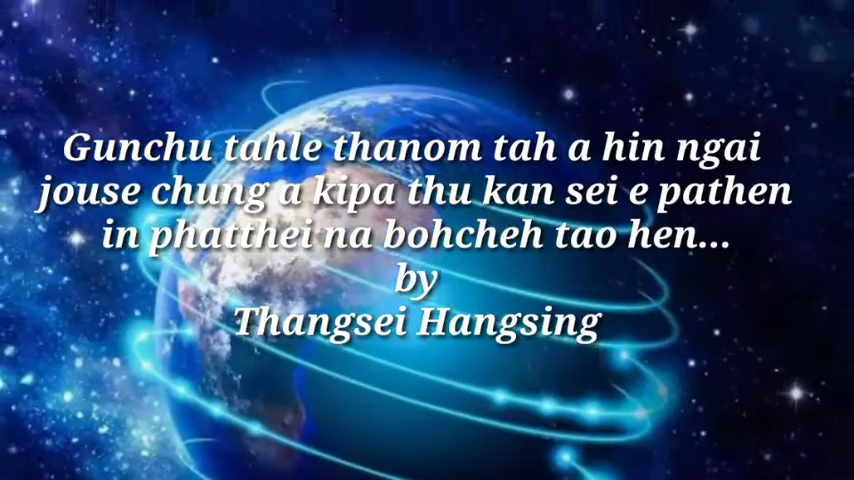 Gunchu tahle thanom tah a hin ngai
jouse chung a kipa thu kan sei e pathen
in phatthei na bohcheh tao hen...
by
Thangsei Hangsing